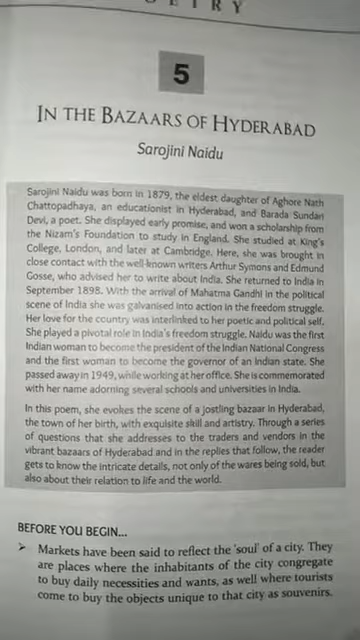 ETRY
5
IN THE BAZAARS OF HYDERABAD
Sarojini Naidu
Sarojini Naidu was born in 1879, the eldest daughter of Aghore Nath
Chattopadhaya, an educationist in Hyderabad, and Barada Sundari
Devi, a poet. She displayed early promise, and won a scholarship from
the Nizam's Foundation to study in England. She studied at King's
College, London, and later at Cambridge. Here, she was brought in
close contact with the well-known writers Arthur Symons and Edmund
Gosse, who advised her to write about India. She returned to India in
September 1898. With the arrival of Mahatma Gandhi in the political
scene of India she was galvanised into action in the freedom struggle.
Her love for the country was interlinked to her poetic and political self.
She played a pivotal role in India's freedom struggle. Naidu was the first
Indian woman to become the president of the Indian National Congress
and the first woman to become the governor of an Indian state. She
passed away in 1949, while working at her office. She is commemorated
with her name adorning several schools and universities in India.
In this poem, she evokes the scene of a jostling bazaar in Hyderabad,
the town of her birth, with exquisite skill and artistry. Through a series
of questions that she addresses to the traders and vendors in the
vibrant bazaars of Hyderabad and in the replies that follow, the reader
gets to know the intricate details, not only of the wares being sold, but
also about their relation to life and the world.
BEFORE YOU BEGIN...
➤ Markets have been said to reflect the 'soul' of a city. They
are places where the inhabitants of the city congregate
to buy daily necessities and wants, as well where tourists
come to buy the objects unique to that city as souvenirs.